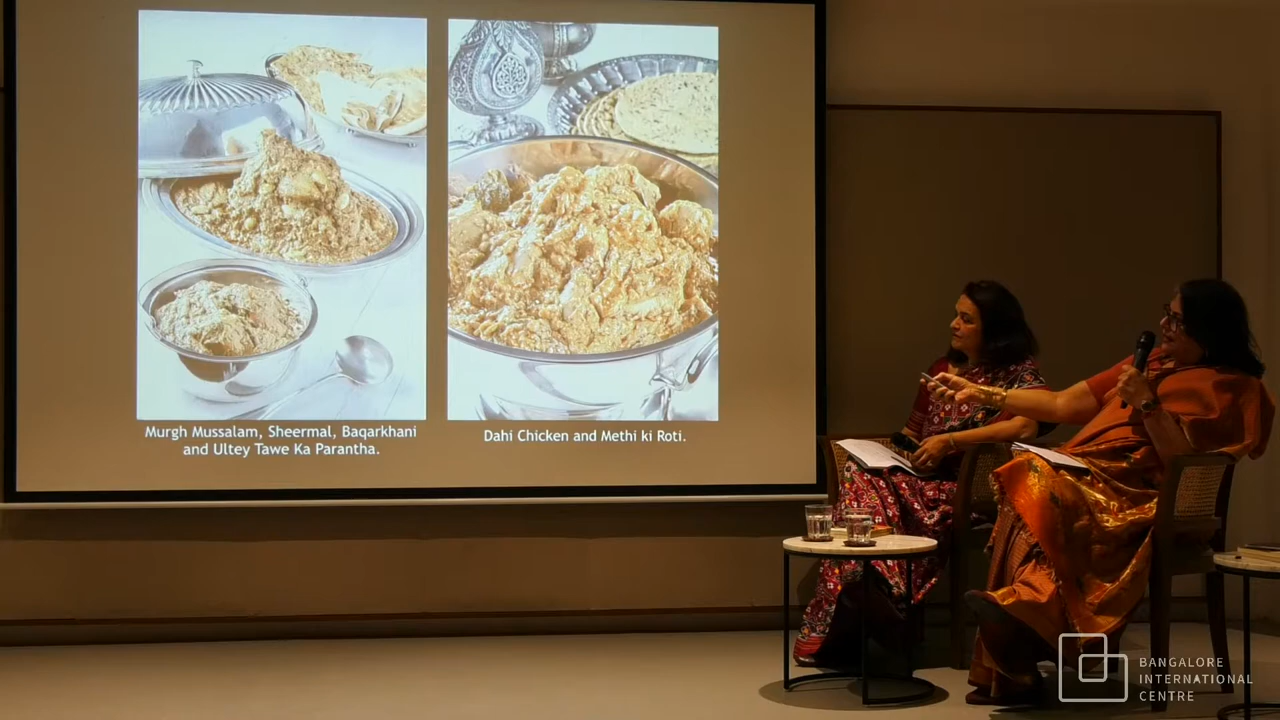 Murgh Mussalam, Sheermal, Baqarkhani
and Ultey Tawe Ka Parantha.
Dahi Chicken and Methi ki Roti.
BANGALORE
INTERNATIONAL
CENTRE